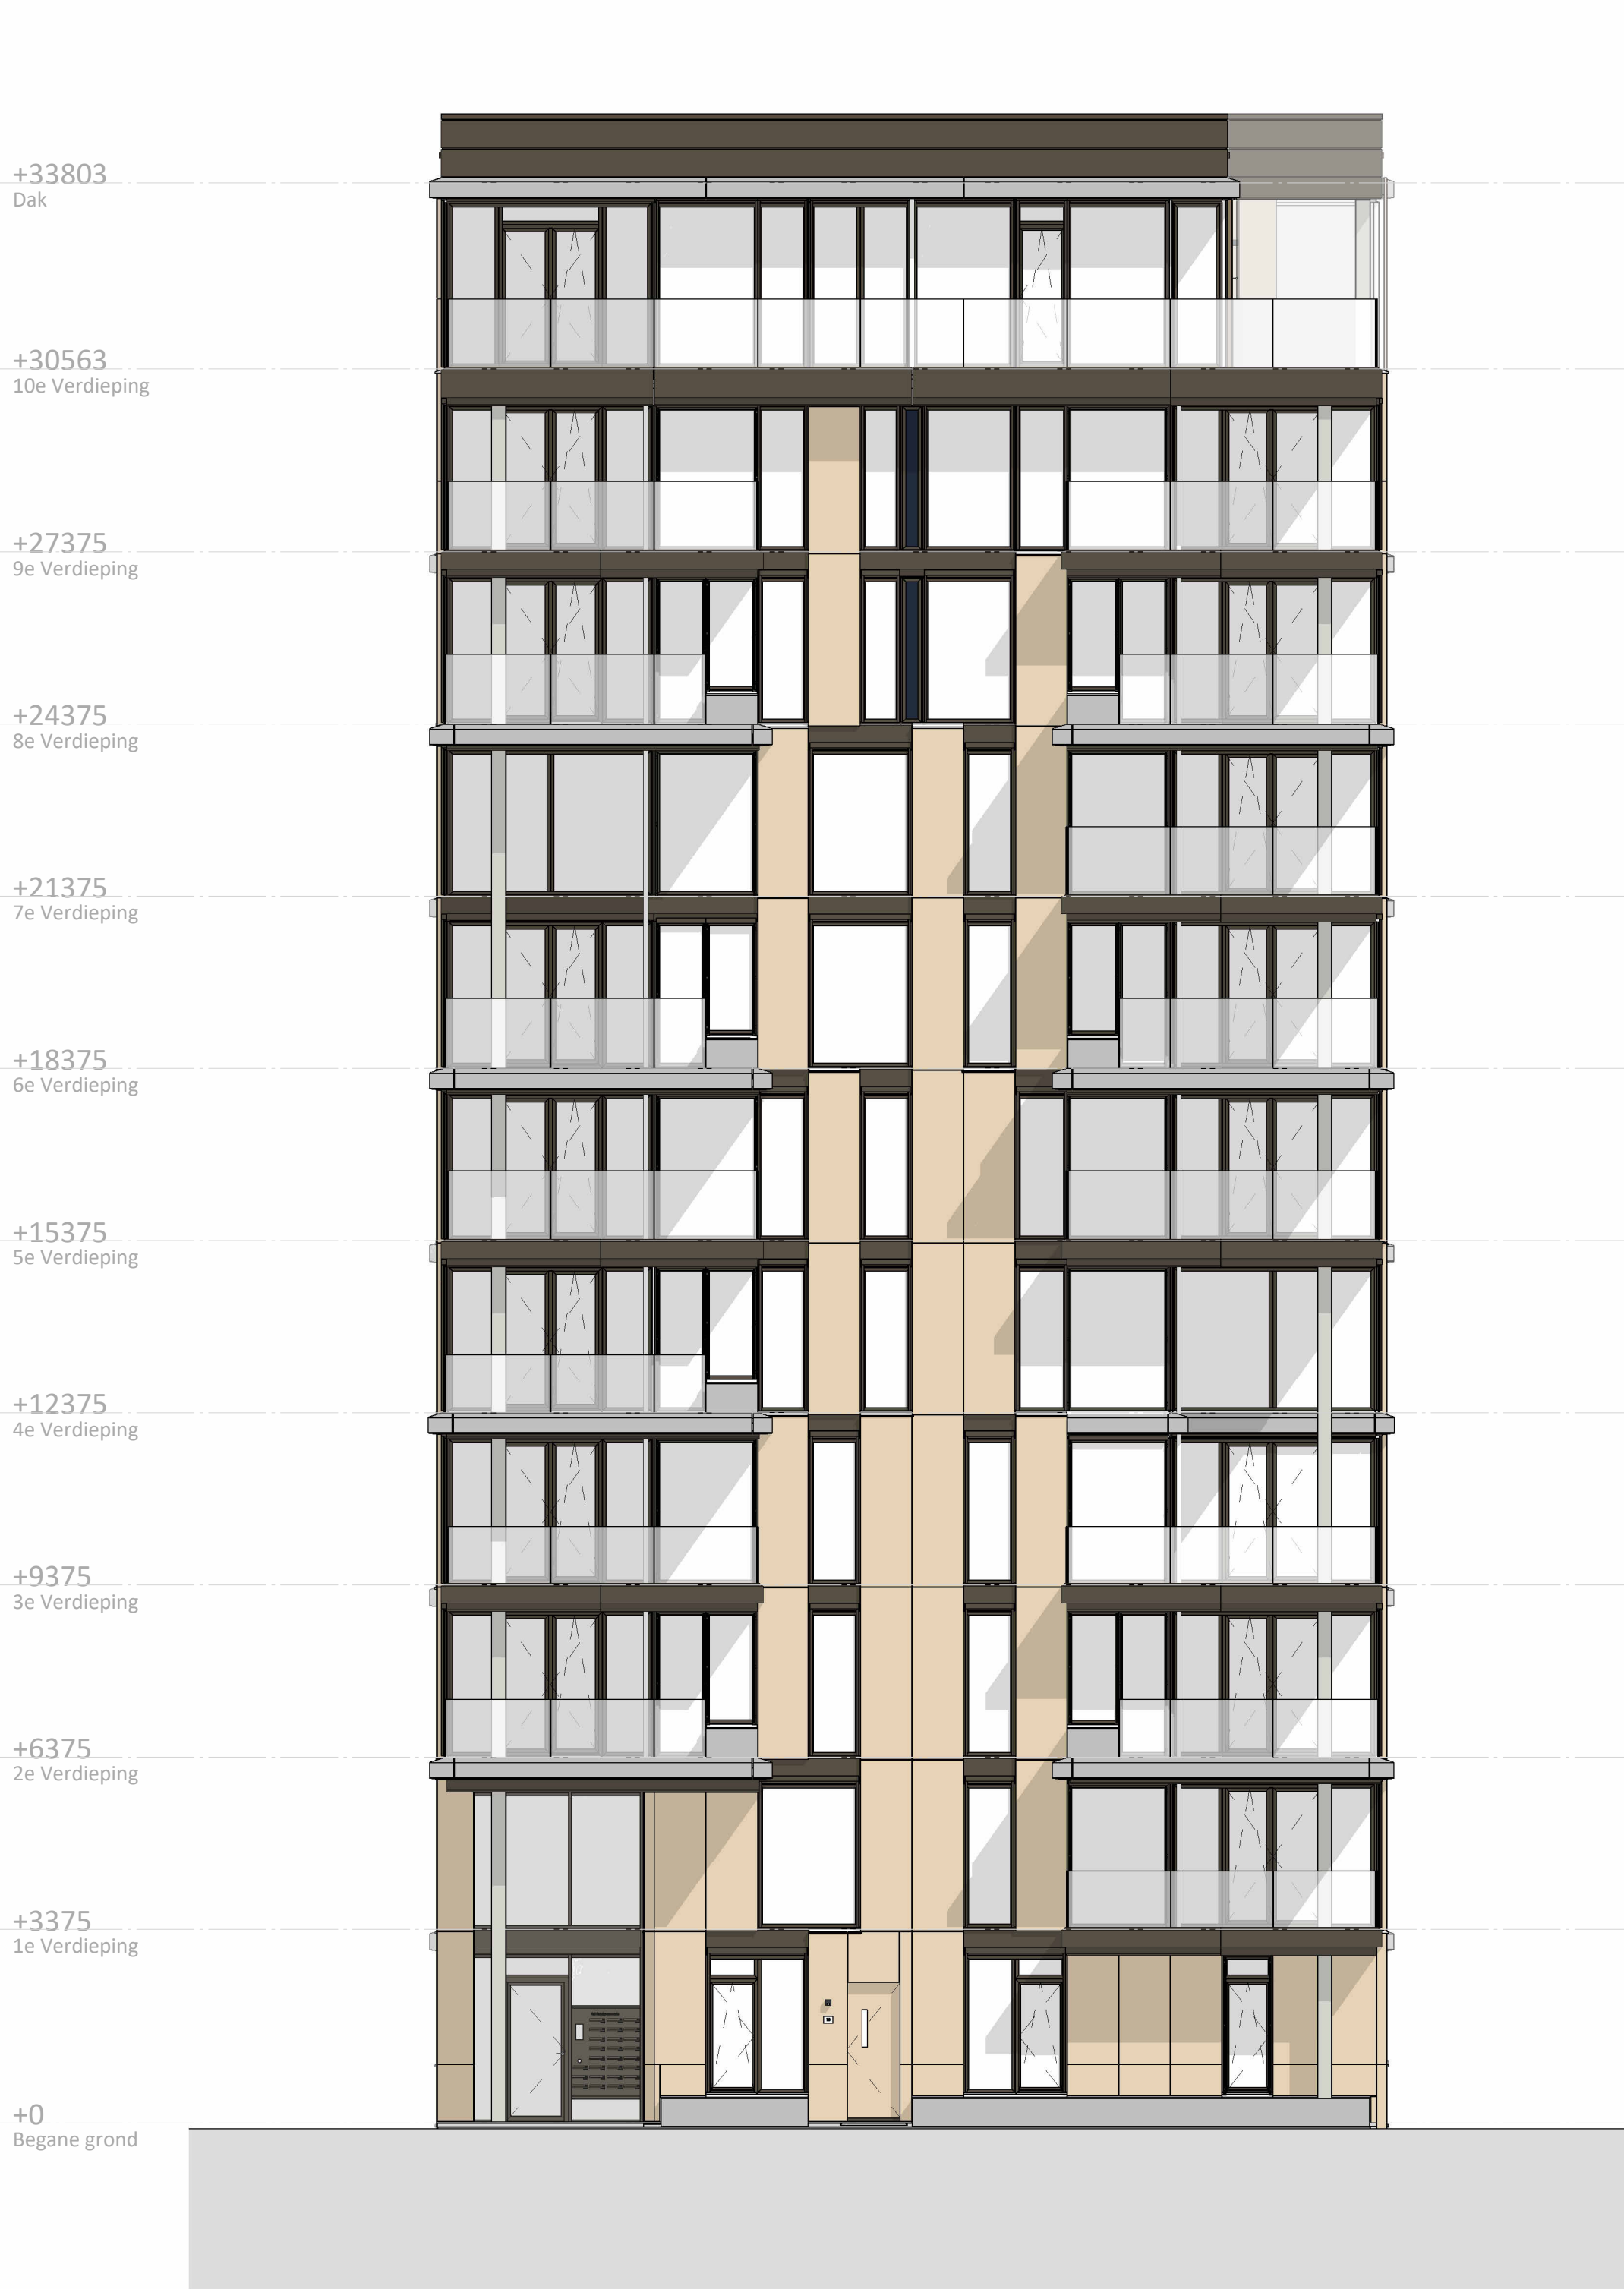 +33803
Dak
+30563
10e Verdieping
+27375
9e Verdieping
+24375
8e Verdieping
+21375
7e Verdieping
+18375
6e Verdieping
+15375
5e Verdieping
+12375
4e Verdieping
+9375
3e Verdieping
+6375
2e Verdieping
+3375
1e Verdieping
+0
Begane grond